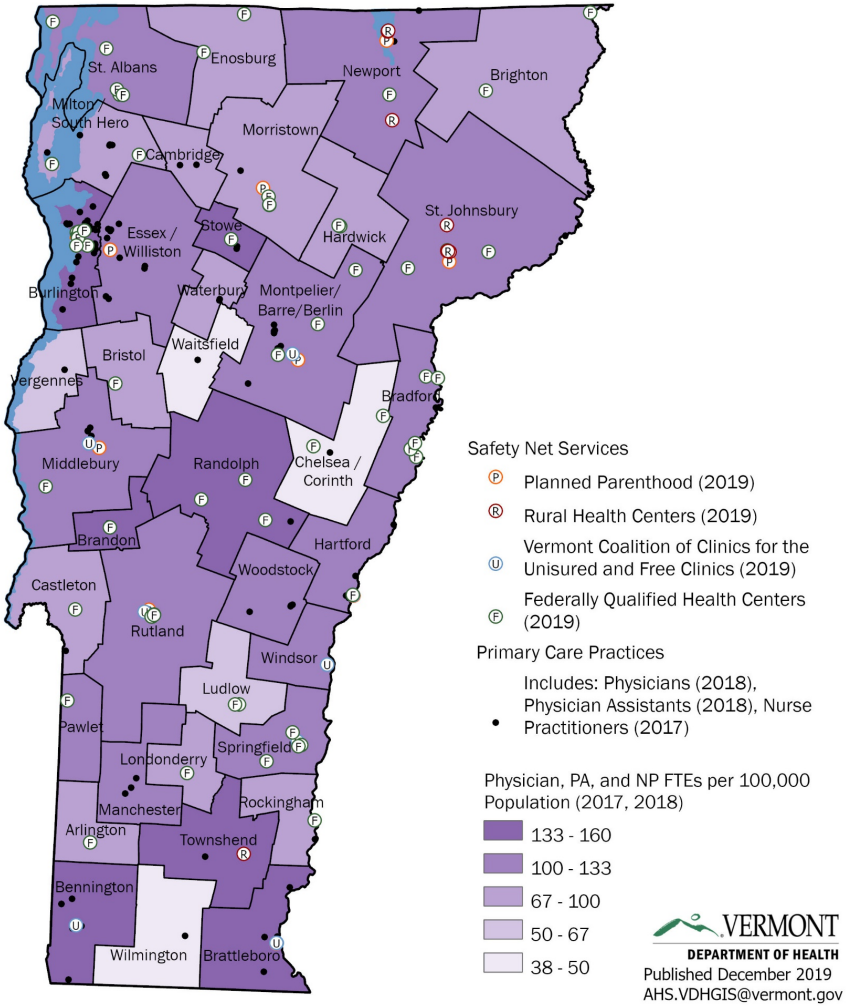 Enosburg
St. Albans
Newport
Brighton
Milton /
South Hero
Morristown
Cambridge
St. Johnsbury
Stowe
Hardwick
Essex /
Williston
Burlington
Waterbury
Montpelier/
Barre/Berlin
Waitsfield
Bristol
Vergennes
Bradford
Middlebury
Randolph
Chelsea /
Corinth
Brandon
Hartford
Woodstock
Castleton
Rutland
Windsor
Ludlow
Pawlet
Springfield
Londonderry
Manchester
Rockingham
Arlington
Townshend
Bennington
Wilmington
Brattleboro
Safety Net Services
P Planned Parenthood (2019)
R Rural Health Centers (2019)
Vermont Coalition of Clinics for the
U Unisured and Free Clinics (2019)
F Federally Qualified Health Centers
(2019)
Primary Care Practices
Includes: Physicians (2018),
Physician Assistants (2018), Nurse
Practitioners (2017)
Physician, PA, and NP FTEs per 100,000
Population (2017, 2018)
133 - 160
100 - 133
67 - 100
50 - 67
38 - 50
VERMONT
DEPARTMENT OF HEALTH
Published December 2019
AHS.VDHGIS@vermont.gov